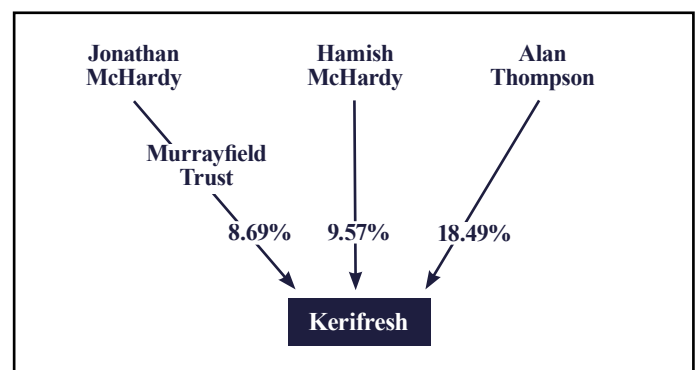 Jonathan
McHardy
Hamish
McHardy
Alan
Thompson
Murrayfield
Trust
8.69%
9.57%
18.49%
Kerifresh